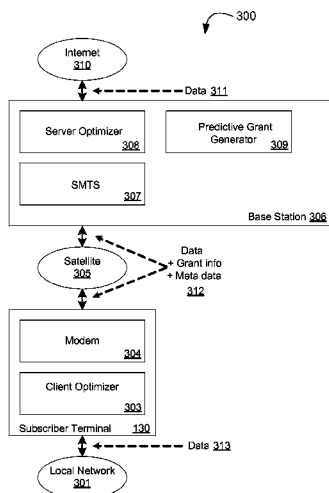 300
Internet
310
Data 311
Server Optimizer
308
Predictive Grant
Generator
309
SMTS
307
Base Station 306
Satellite
305
Data
+ Grant info
+ Meta data
312
Modem
304
Client Optimizer
303
Subscriber Terminal 130
Data 313
Local Network
301